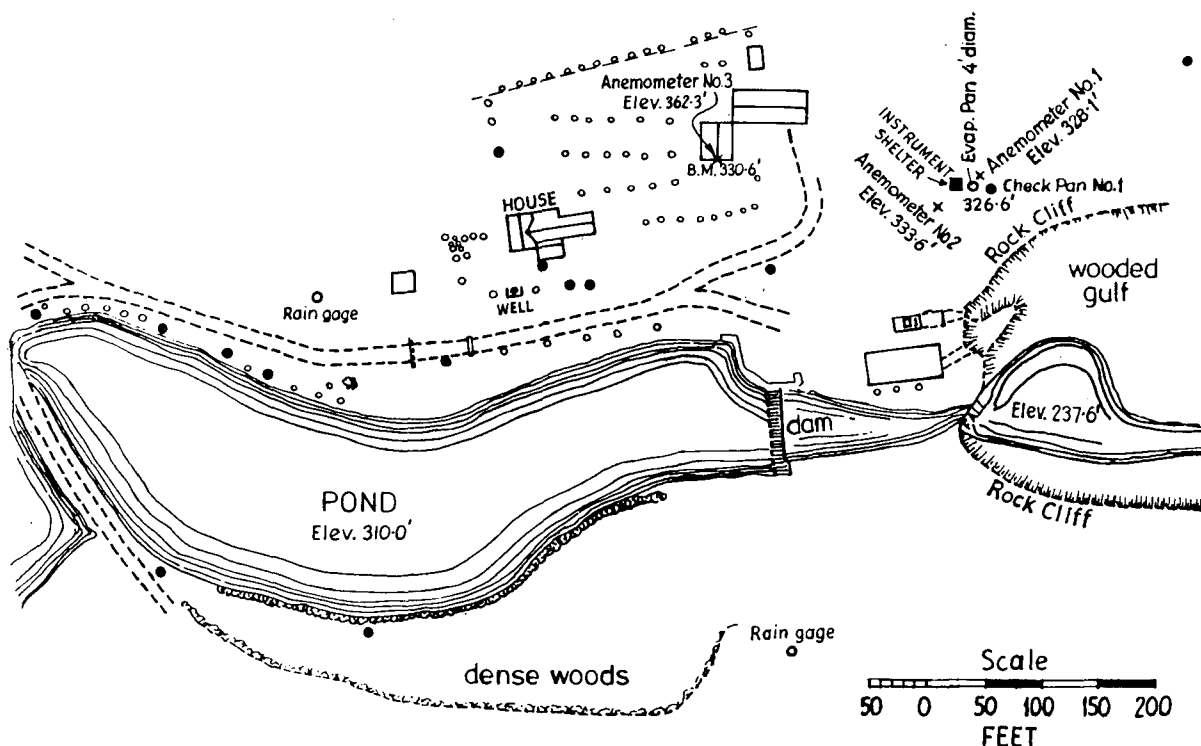 Anemometer No.3
Elev. 362·3'
B.M. 330·6'
INSTRUMENT
SHELTER
Evap. Pan 4' diam.
Anemometer No.1
Elev. 328·1'
Check Pan No.1
326·6'
Anemometer No2
Elev. 333·6'
Rock Cliff
wooded
gulf
HOUSE
WELL
Rain gage
dam
Elev. 237·6'
Rock Cliff
POND
Elev. 310·0'
Rain gage
dense woods
Scale
50 0 50 100 150 200
FEET